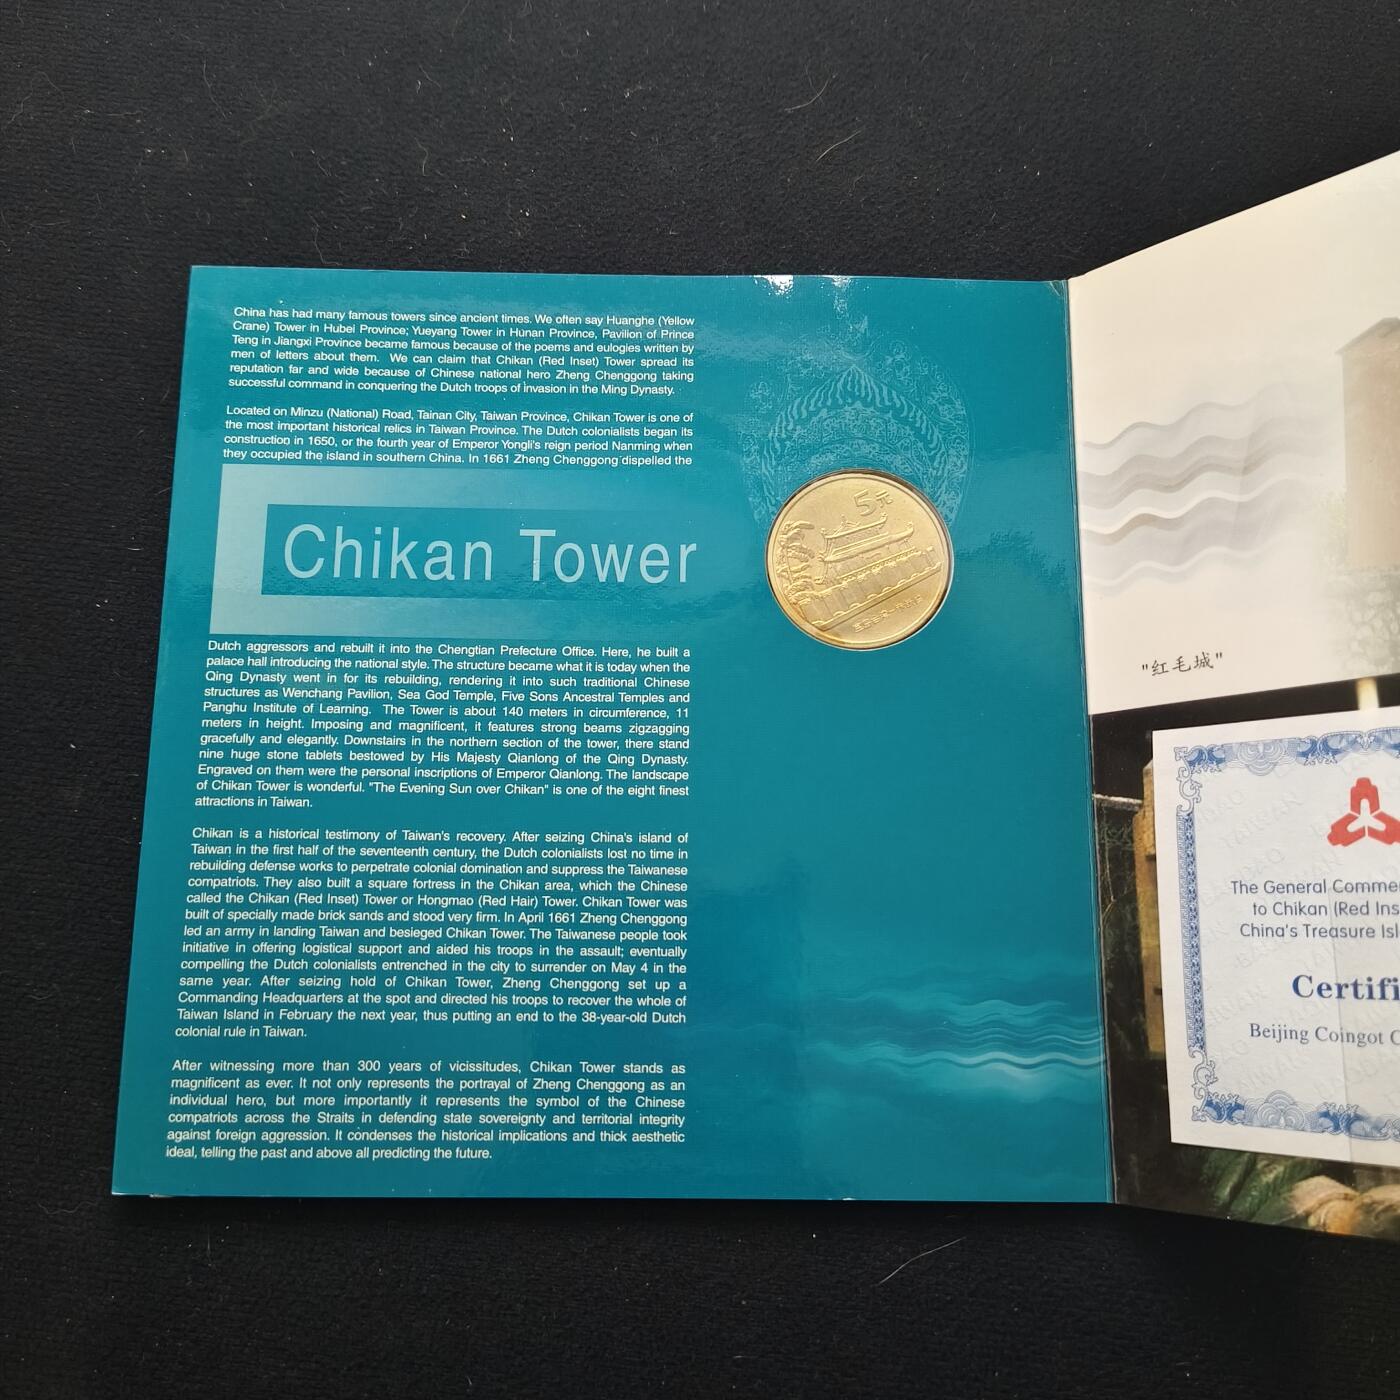 China has had many famous towers since ancient times. We often say Huanghe (Yellow
Crane) Tower in Hubei Province; Yueyang Tower in Hunan Province, Pavilion of Prince
Teng in Jiangxi Province became famous because of the poems and eulogies written by
men of letters about them. We can claim that Chikan (Red Inset) Tower spread its
reputation far and wide because of Chinese national hero Zheng Chenggong taking
successful command in conquering the Dutch troops of invasion in the Ming Dynasty.
Located on Minzu (National) Road, Tainan City, Taiwan Province, Chikan Tower is one of
the most important historical relics in Taiwan Province. The Dutch colonialists began its
construction in 1650, or the fourth year of Emperor Yongli's reign period Nanming when
they occupied the island in southern China. In 1661 Zheng Chenggong dispelled the
Chikan Tower
Dutch aggressors and rebuilt it into the Chengtian Prefecture Office. Here, he built a
palace hall introducing the national style. The structure became what it is today when the
Qing Dynasty went in for its rebuilding, rendering it into such traditional Chinese
structures as Wenchang Pavilion, Sea God Temple, Five Sons Ancestral Temples and
Panghu Institute of Learning. The Tower is about 140 meters in circumference, 11
meters in height. Imposing and magnificent, it features strong beams zigzagging
gracefully and elegantly. Downstairs in the northern section of the tower, there stand
nine huge stone tablets bestowed by His Majesty Qianlong of the Qing Dynasty.
Engraved on them were the personal inscriptions of Emperor Qianlong. The landscape
of Chikan Tower is wonderful. "The Evening Sun over Chikan" is one of the eight finest
attractions in Taiwan.
Chikan is a historical testimony of Taiwan's recovery. After seizing China's island of
Taiwan in the first half of the seventeenth century, the Dutch colonialists lost no time in
rebuilding defense works to perpetrate colonial domination and suppress the Taiwanese
compatriots. They also built a square fortress in the Chikan area, which the Chinese
called the Chikan (Red Inset) Tower or Hongmao (Red Hair) Tower. Chikan Tower was
built of specially made brick sands and stood very firm. In April 1661 Zheng Chenggong
led an army in landing Taiwan and besieged Chikan Tower. The Taiwanese people took
initiative in offering logistical support and aided his troops in the assault; eventually
compelling the Dutch colonialists entrenched in the city to surrender on May 4 in the
same year. After seizing hold of Chikan Tower, Zheng Chenggong set up a
Commanding Headquarters at the spot and directed his troops to recover the whole of
Taiwan Island in February the next year, thus putting an end to the 38-year-old Dutch
colonial rule in Taiwan.
After witnessing more than 300 years of vicissitudes, Chikan Tower stands as
magnificent as ever. It not only represents the portrayal of Zheng Chenggong as an
individual hero, but more importantly it represents the symbol of the Chinese
compatriots across the Straits in defending state sovereignty and territorial integrity
against foreign aggression. It condenses the historical implications and thick aesthetic
ideal, telling the past and above all predicting the future.
5元
"红毛城"
The General Comme
to Chikan (Red Ins
China's Treasure Isl
Certifi
Beijing Coingot C